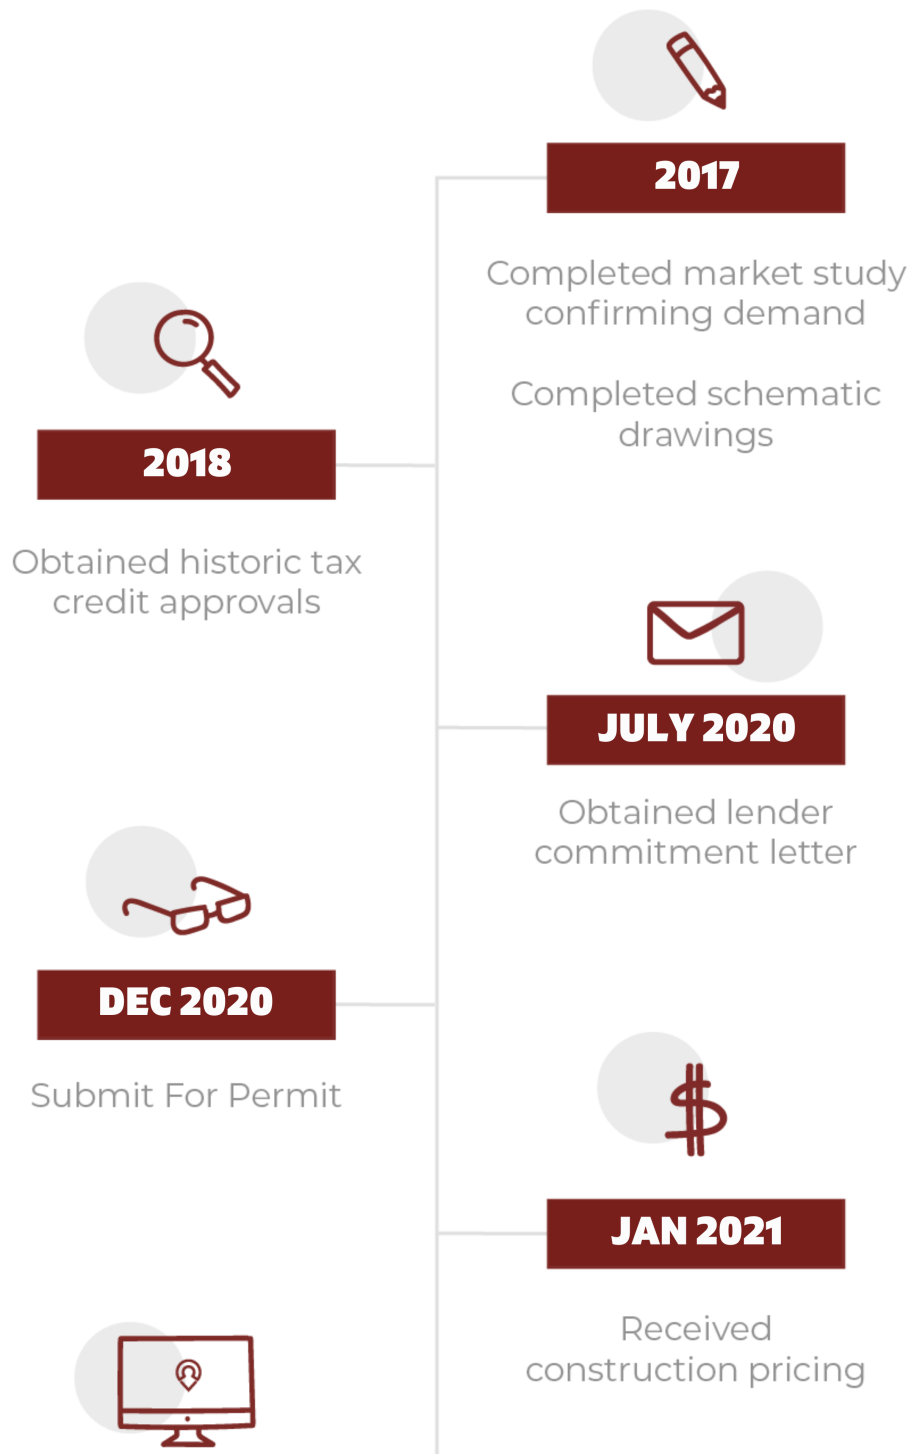 2017
Completed market study
confirming demand
Completed schematic
drawings
2018
Obtained historic tax
credit approvals
JULY 2020
Obtained lender
commitment letter
DEC 2020
Submit For Permit
JAN 2021
Received
construction pricing